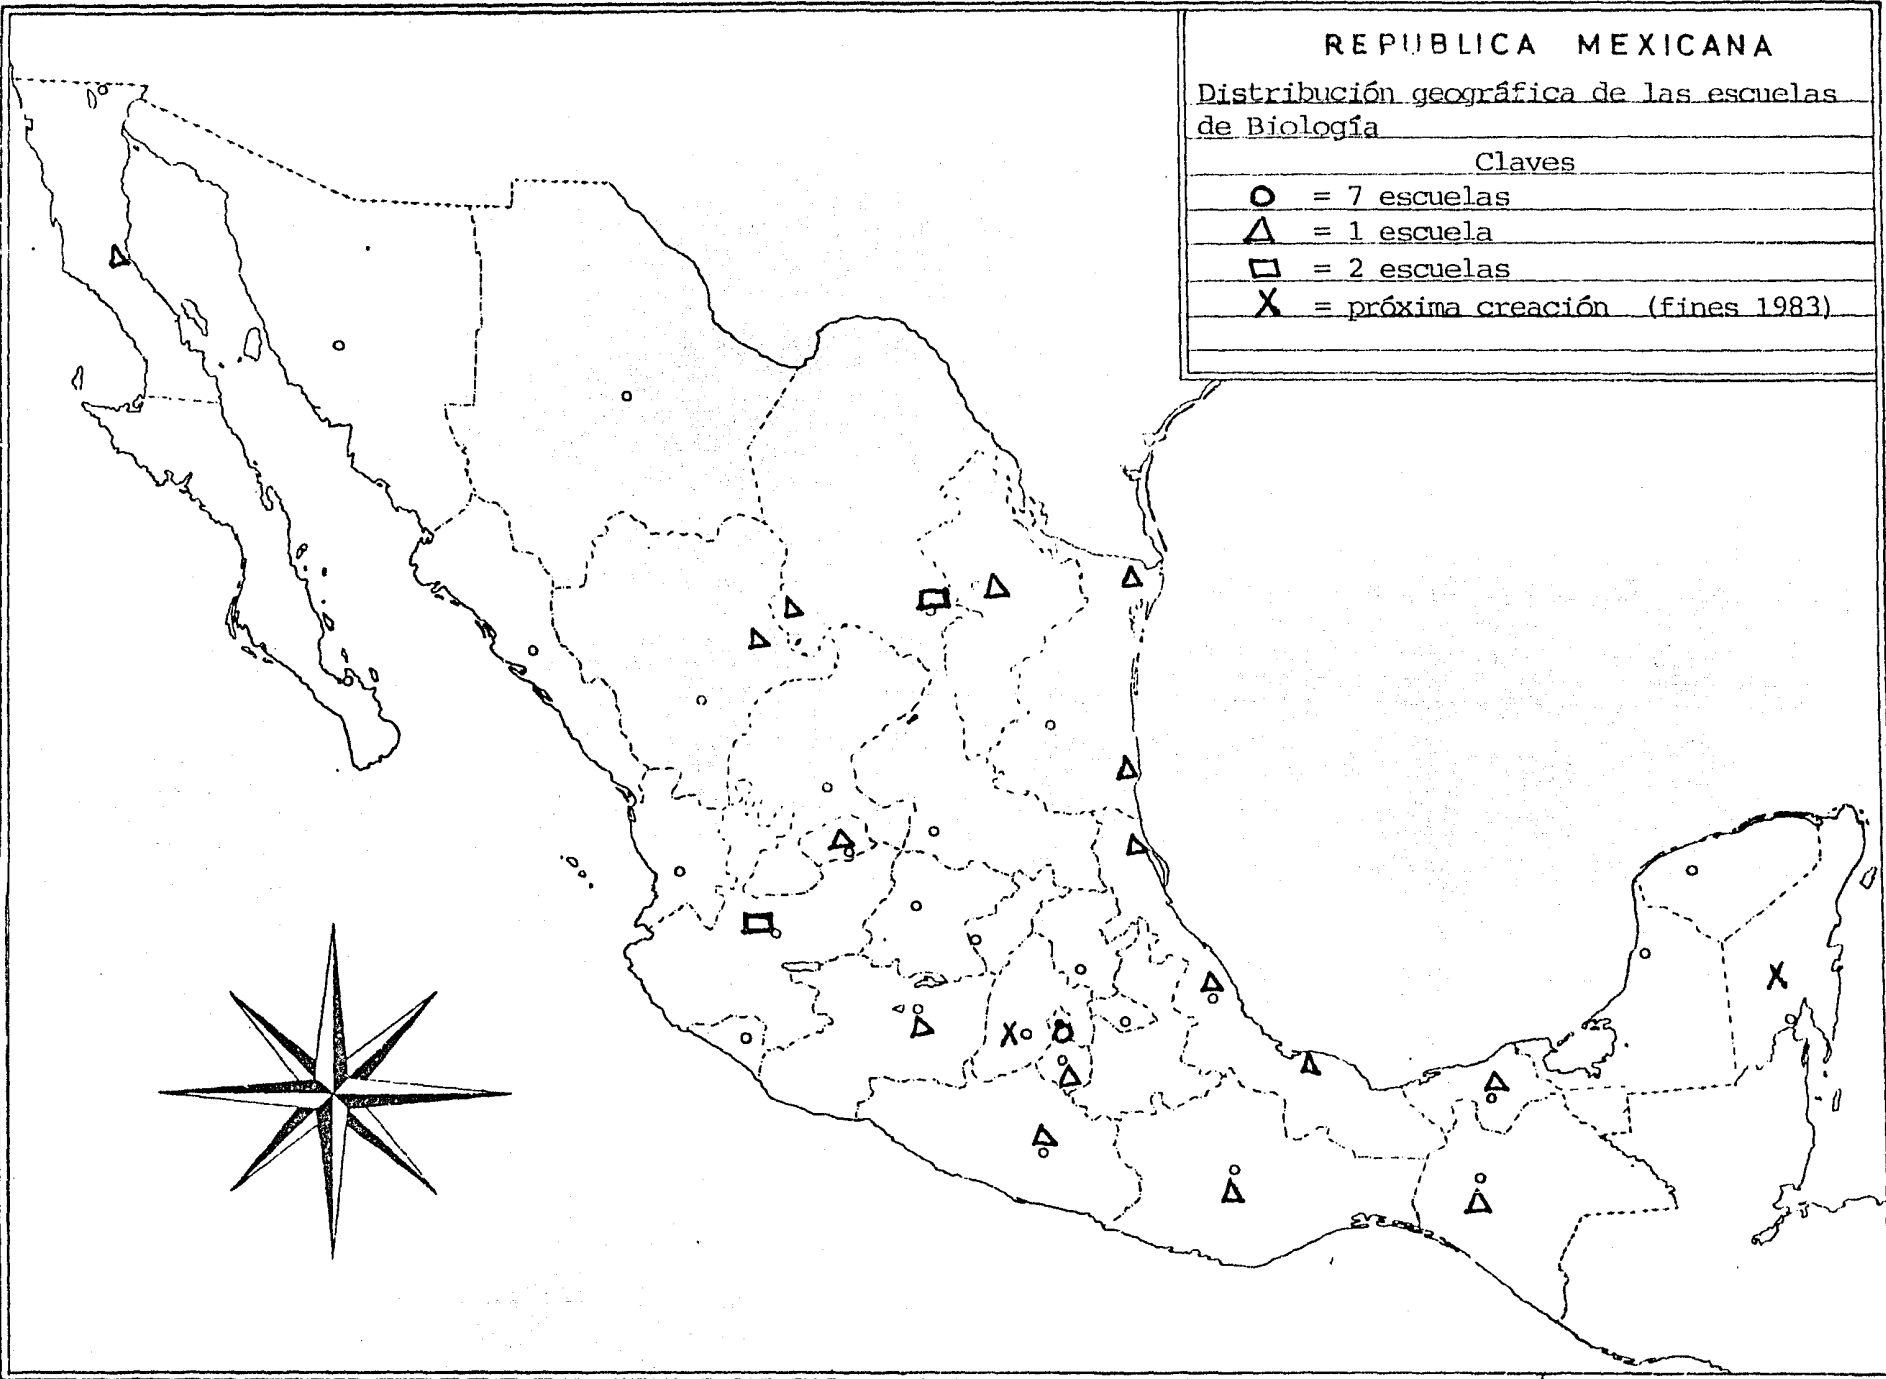 REPUBLICA MEXICANA
Distribución geográfica de las escuelas
de Biología
Claves
O = 7 escuelas
△ = 1 escuela
▭ = 2 escuelas
X = próxima creación (fines 1983)
X
X